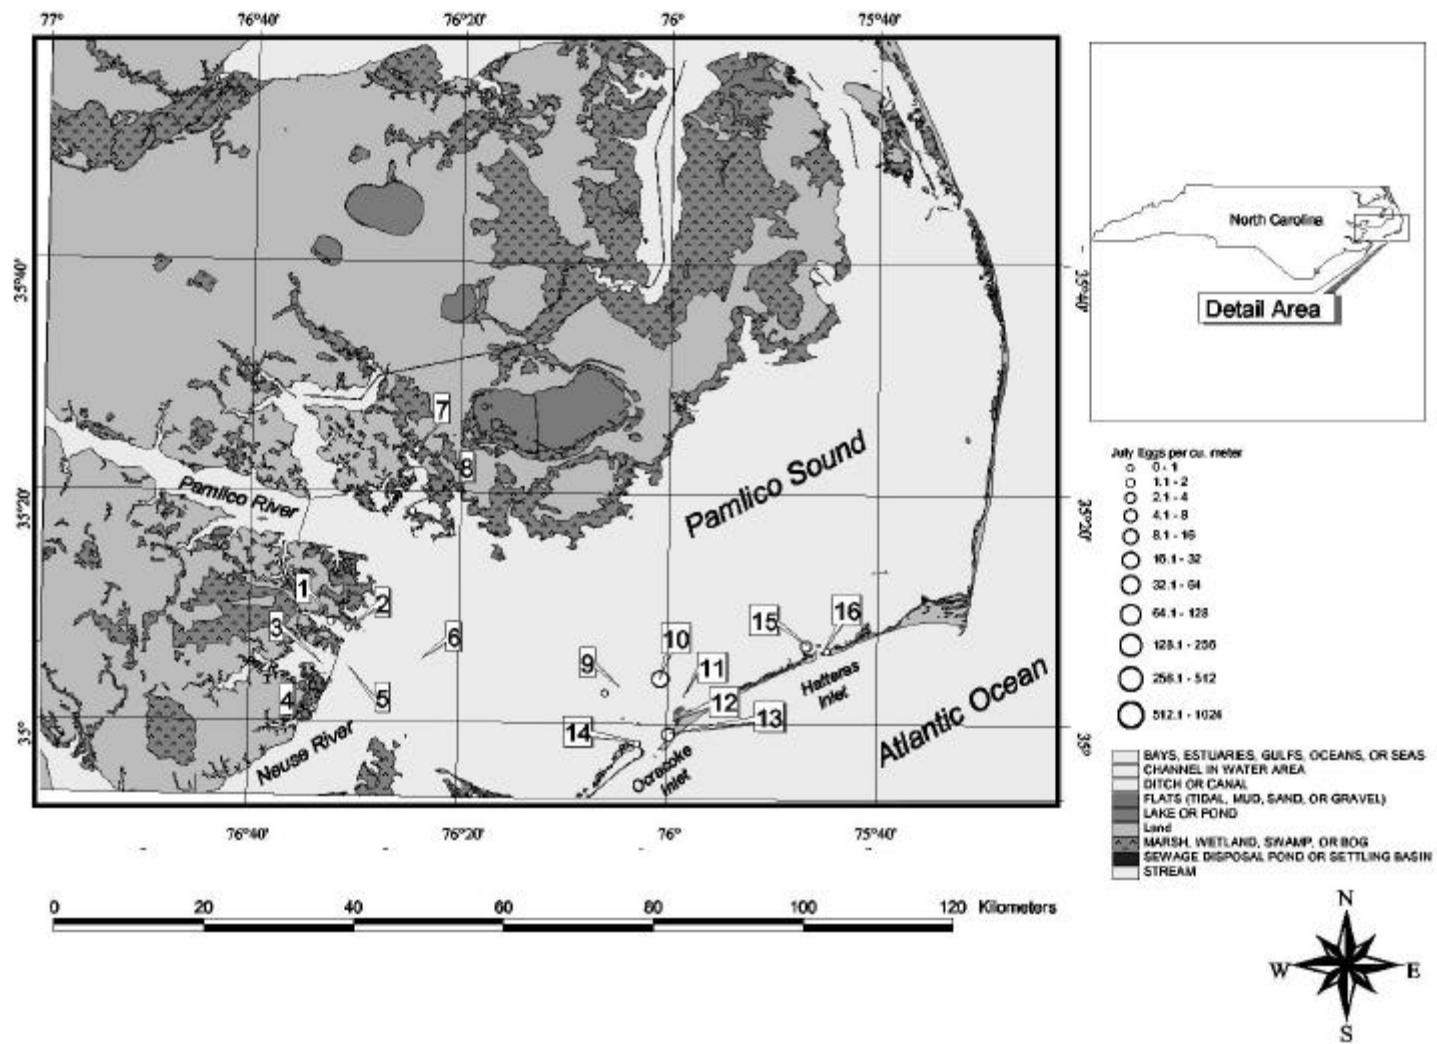 77° 76°40' 76°20' 76° 75°40'
35°40' 35°40'
North Carolina
Detail Area
7
8
Pamlico Sound
Pamlico River
35°20' 35°20'
1
2
3
4
5
6
9
10
11
12
13
14
15
16
Hatteras
Inlet
Ocracoke
Inlet
Neuse River
Atlantic Ocean
35° 35°
76°40' 76°20' 76° 75°40'
July Eggs per cu. meter
0 - 1
1.1 - 2
2.1 - 4
4.1 - 8
8.1 - 16
16.1 - 32
32.1 - 64
64.1 - 128
128.1 - 256
256.1 - 512
512.1 - 1024
BAYS, ESTUARIES, GULFS, OCEANS, OR SEAS
CHANNEL IN WATER AREA
DITCH OR CANAL
FLATS (TIDAL, MUD, SAND, OR GRAVEL)
LAKE OR POND
Land
MARSH, WETLAND, SWAMP, OR BOG
SEWAGE DISPOSAL POND OR SETTLING BASIN
STREAM
0 20 40 60 80 100 120 Kilometers
N
W E
S